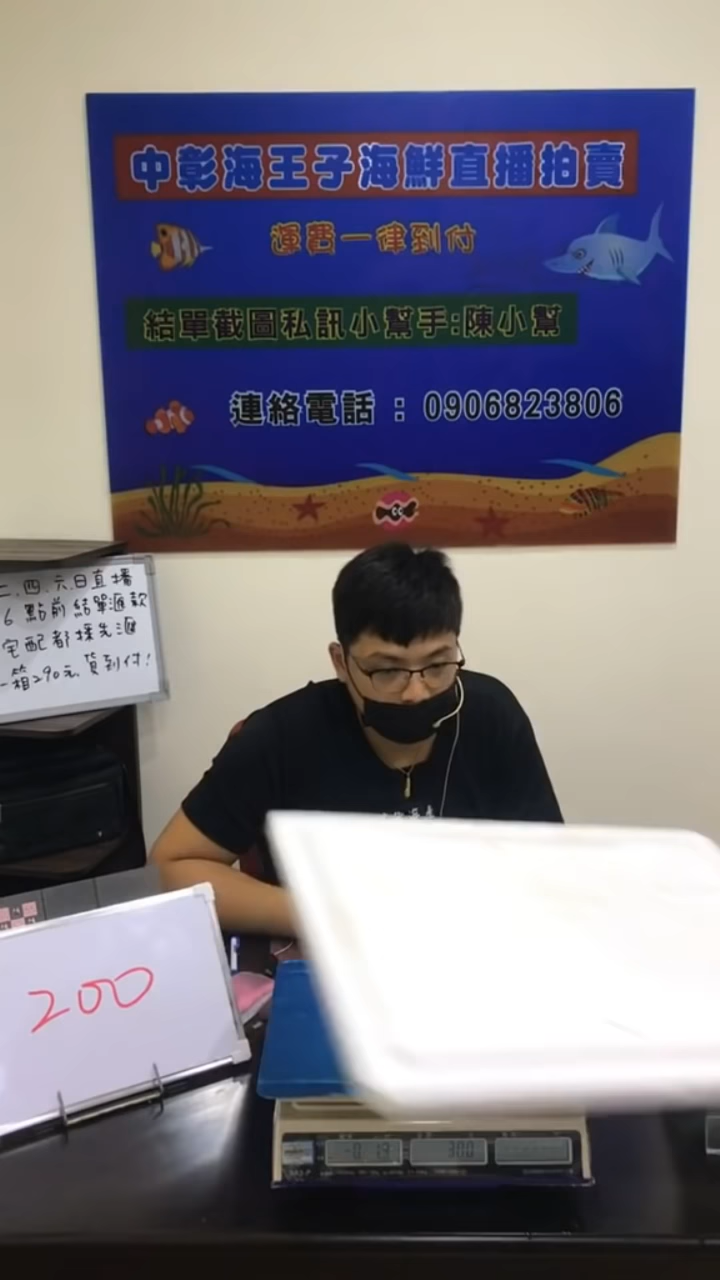 中彰海王子海鮮直播拍賣
運費一律到付
結單截圖私訊小幫手:陳小幫
連絡電話 : 0906823806
二.四.六.日直播
6點前結單匯款
宅配都採先匯
一箱290元,貨到付!
200
300